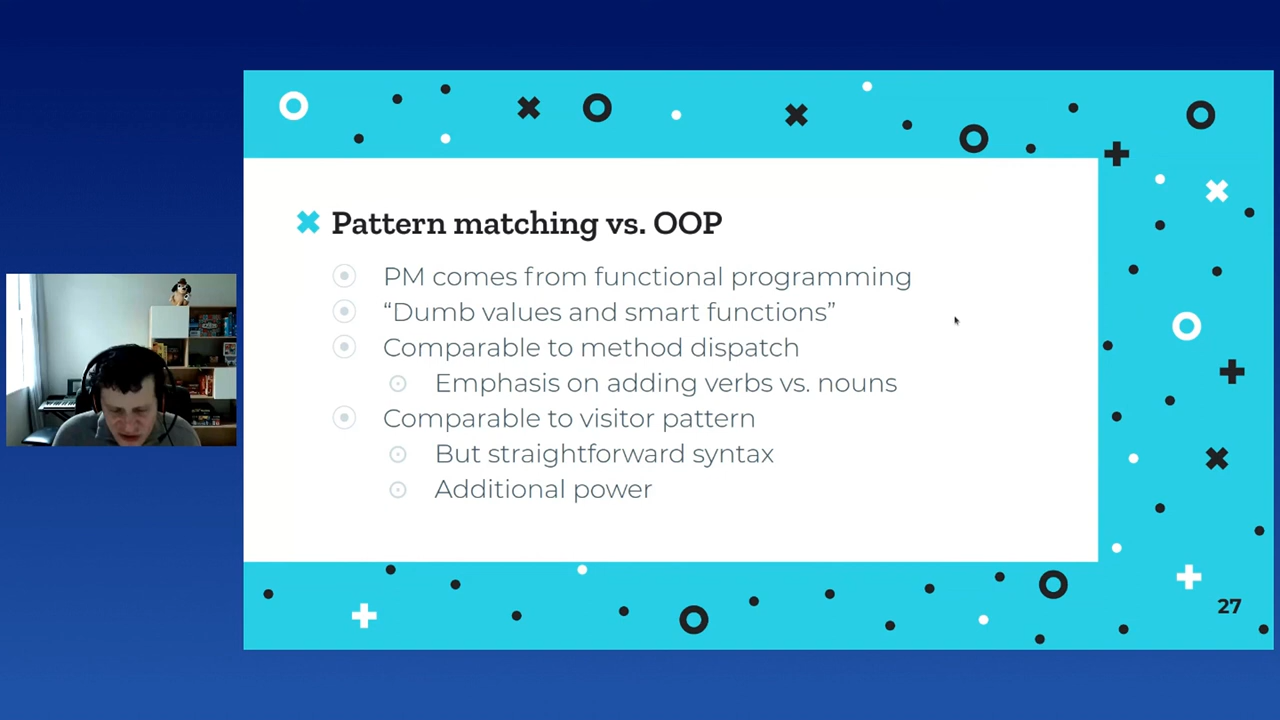 Pattern matching vs. OOP
PM comes from functional programming
“Dumb values and smart functions”
Comparable to method dispatch
Emphasis on adding verbs vs. nouns
Comparable to visitor pattern
But straightforward syntax
Additional power
27